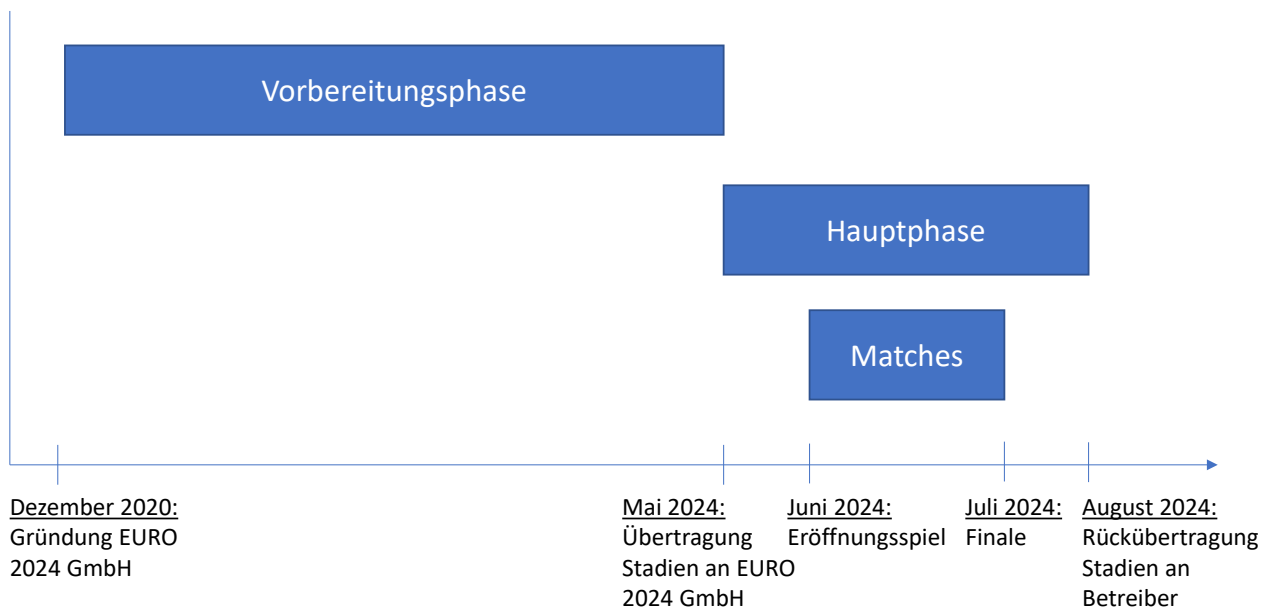 Vorbereitungsphase
Hauptphase
Matches
Dezember 2020:
Gründung EURO
2024 GmbH
Mai 2024:
Übertragung
Stadien an EURO
2024 GmbH
Juni 2024:
Eröffnungsspiel
Juli 2024:
Finale
August 2024:
Rückübertragung
Stadien an
Betreiber